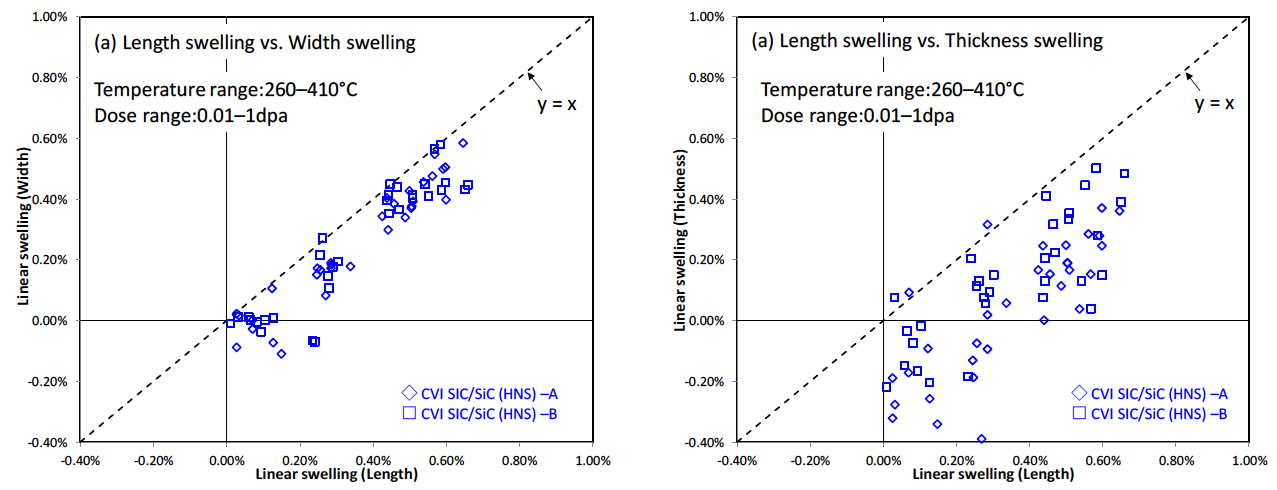 1.00%
0.80%
0.60%
0.40%
0.20%
0.00%
-0.20%
-0.40%
Linear swelling (Width)
(a) Length swelling vs. Width swelling
Temperature range:260–410°C
Dose range:0.01–1dpa
y = x
CVI SIC/SiC (HNS) –A
CVI SIC/SiC (HNS) –B
-0.40%
-0.20%
0.00%
0.20%
0.40%
0.60%
0.80%
1.00%
Linear swelling (Length)
1.00%
0.80%
0.60%
0.40%
0.20%
0.00%
-0.20%
-0.40%
Linear swelling (Thickness)
(a) Length swelling vs. Thickness swelling
Temperature range:260–410°C
Dose range:0.01–1dpa
y = x
CVI SIC/SiC (HNS) –A
CVI SIC/SiC (HNS) –B
-0.40%
-0.20%
0.00%
0.20%
0.40%
0.60%
0.80%
1.00%
Linear swelling (Length)